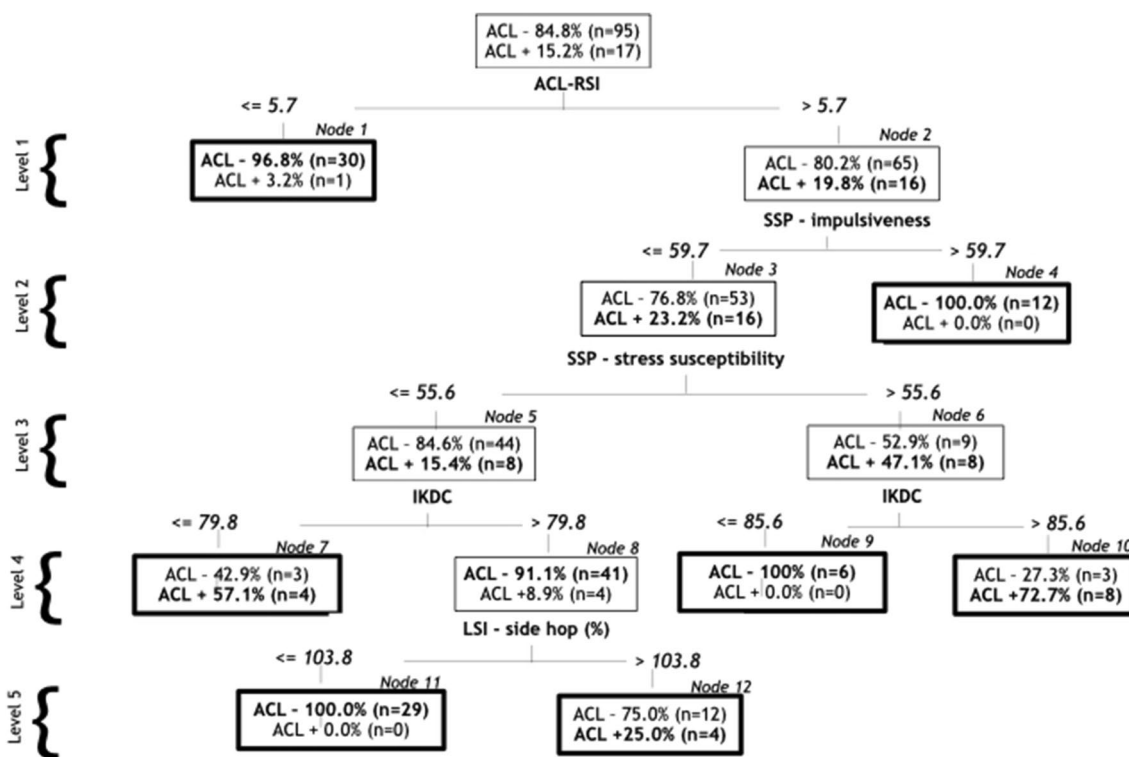 ACL – 84.8% (n=95)
ACL + 15.2% (n=17)
ACL-RSI
<= 5.7
> 5.7
Level 1
Node 1
ACL – 96.8% (n=30)
ACL + 3.2% (n=1)
Node 2
ACL – 80.2% (n=65)
ACL + 19.8% (n=16)
SSP - impulsiveness
<= 59.7
> 59.7
Level 2
Node 3
ACL – 76.8% (n=53)
ACL + 23.2% (n=16)
Node 4
ACL – 100.0% (n=12)
ACL + 0.0% (n=0)
SSP - stress susceptibility
<= 55.6
> 55.6
Level 3
Node 5
ACL – 84.6% (n=44)
ACL + 15.4% (n=8)
Node 6
ACL – 52.9% (n=9)
ACL + 47.1% (n=8)
IKDC
IKDC
<= 79.8
> 79.8
<= 85.6
> 85.6
Level 4
Node 7
ACL – 42.9% (n=3)
ACL + 57.1% (n=4)
Node 8
ACL – 91.1% (n=41)
ACL +8.9% (n=4)
Node 9
ACL – 100% (n=6)
ACL + 0.0% (n=0)
Node 10
ACL – 27.3% (n=3)
ACL +72.7% (n=8)
LSI - side hop (%)
<= 103.8
> 103.8
Level 5
Node 11
ACL – 100.0% (n=29)
ACL + 0.0% (n=0)
Node 12
ACL – 75.0% (n=12)
ACL +25.0% (n=4)